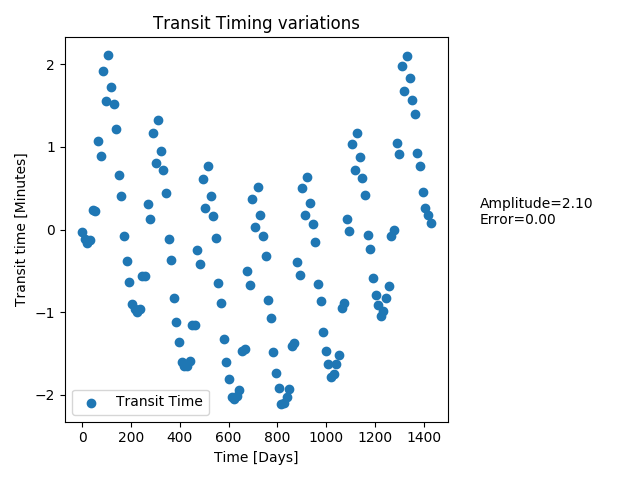 Transit Timing variations
Transit time [Minutes]
2
1
0
−1
−2
Amplitude=2.10
Error=0.00
Transit Time
0 200 400 600 800 1000 1200 1400
Time [Days]